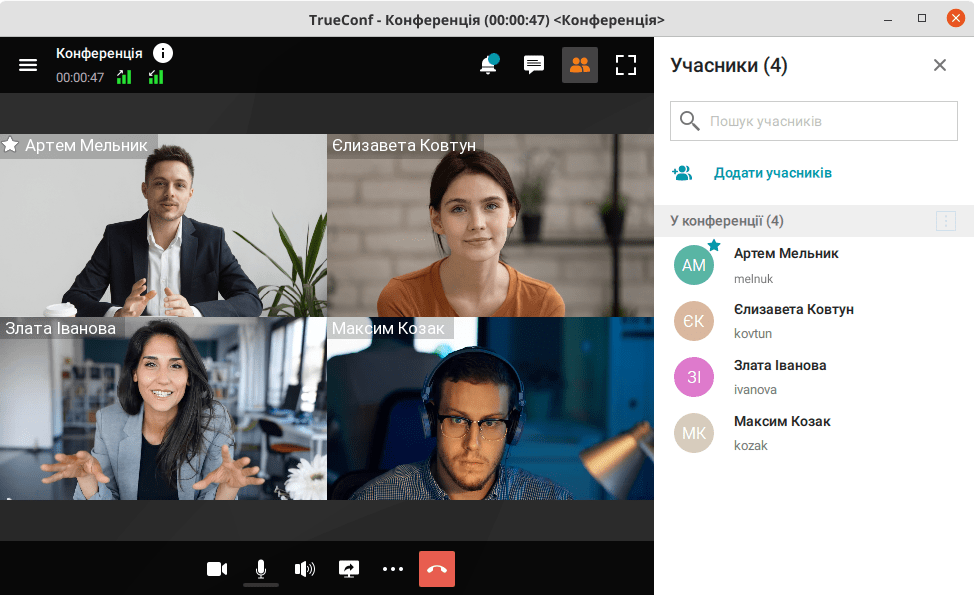 TrueConf - Конференція (00:00:47) <Конференція>
Конференція
00:00:47
Артем Мельник
Єлизавета Ковтун
Злата Іванова
Максим Козак
Учасники (4)
Пошук учасників
Додати учасників
У конференції (4)
АМ
Артем Мельник
melnuk
ЄК
Єлизавета Ковтун
kovtun
ЗІ
Злата Іванова
ivanova
МК
Максим Козак
kozak